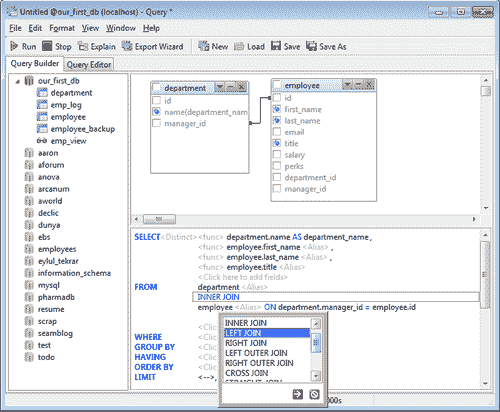 Untitled @our_first_db (localhost) - Query *
File Edit Format View Window Help
Run Stop Explain Export Wizard New Load Save Save As
Query Builder Query Editor
our_first_db
department
emp_log
employee
employee_backup
emp_view
aaron
aforum
anova
arcanum
aworld
declic
dunya
ebs
employees
eylul_tekrar
information_schema
mysql
pharmadb
resume
scrap
seamblog
test
todo
department
id
name(department_nam
manager_id
employee
id
first_name
last_name
email
title
salary
perks
department_id
manager_id
SELECT <Distinct> <func> department.name AS department_name ,
<func> employee.first_name <Alias> ,
<func> employee.last_name <Alias> ,
<func> employee.title <Alias>
<Click here to add fields>
FROM department <Alias>
INNER JOIN
employee <Alias> ON department.manager_id = employee.id
<Clic
WHERE <Clic
GROUP BY <Clic
HAVING <Clic
ORDER BY <Clic
LIMIT <-->,
INNER JOIN
LEFT JOIN
RIGHT JOIN
LEFT OUTER JOIN
RIGHT OUTER JOIN
CROSS JOIN
STRAIGHT JOIN
000s